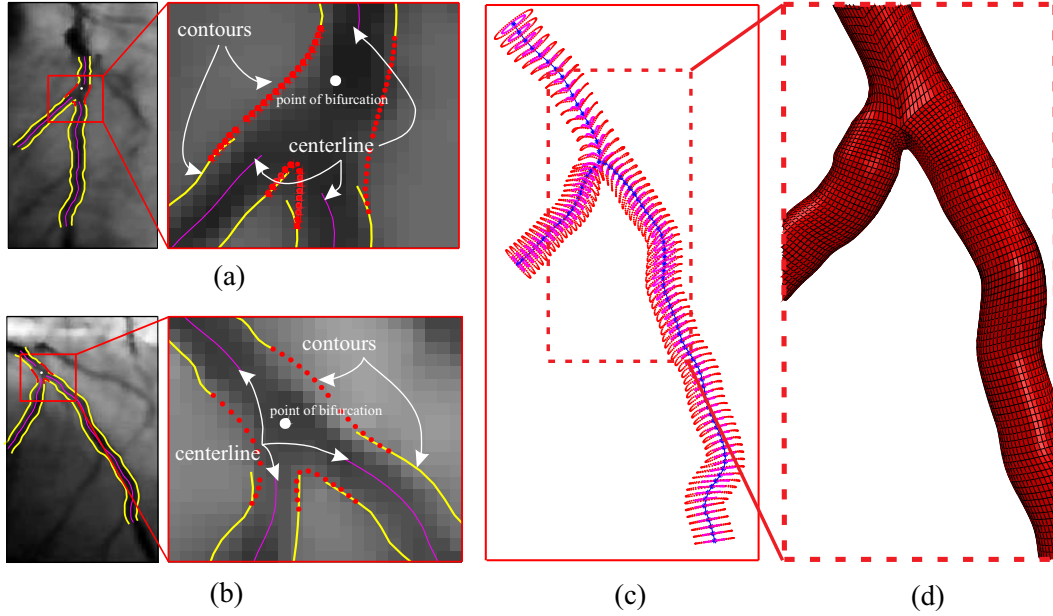 contours
point of bifurcation
centerline
(a)
contours
point of bifurcation
centerline
(b)
(c)
(d)